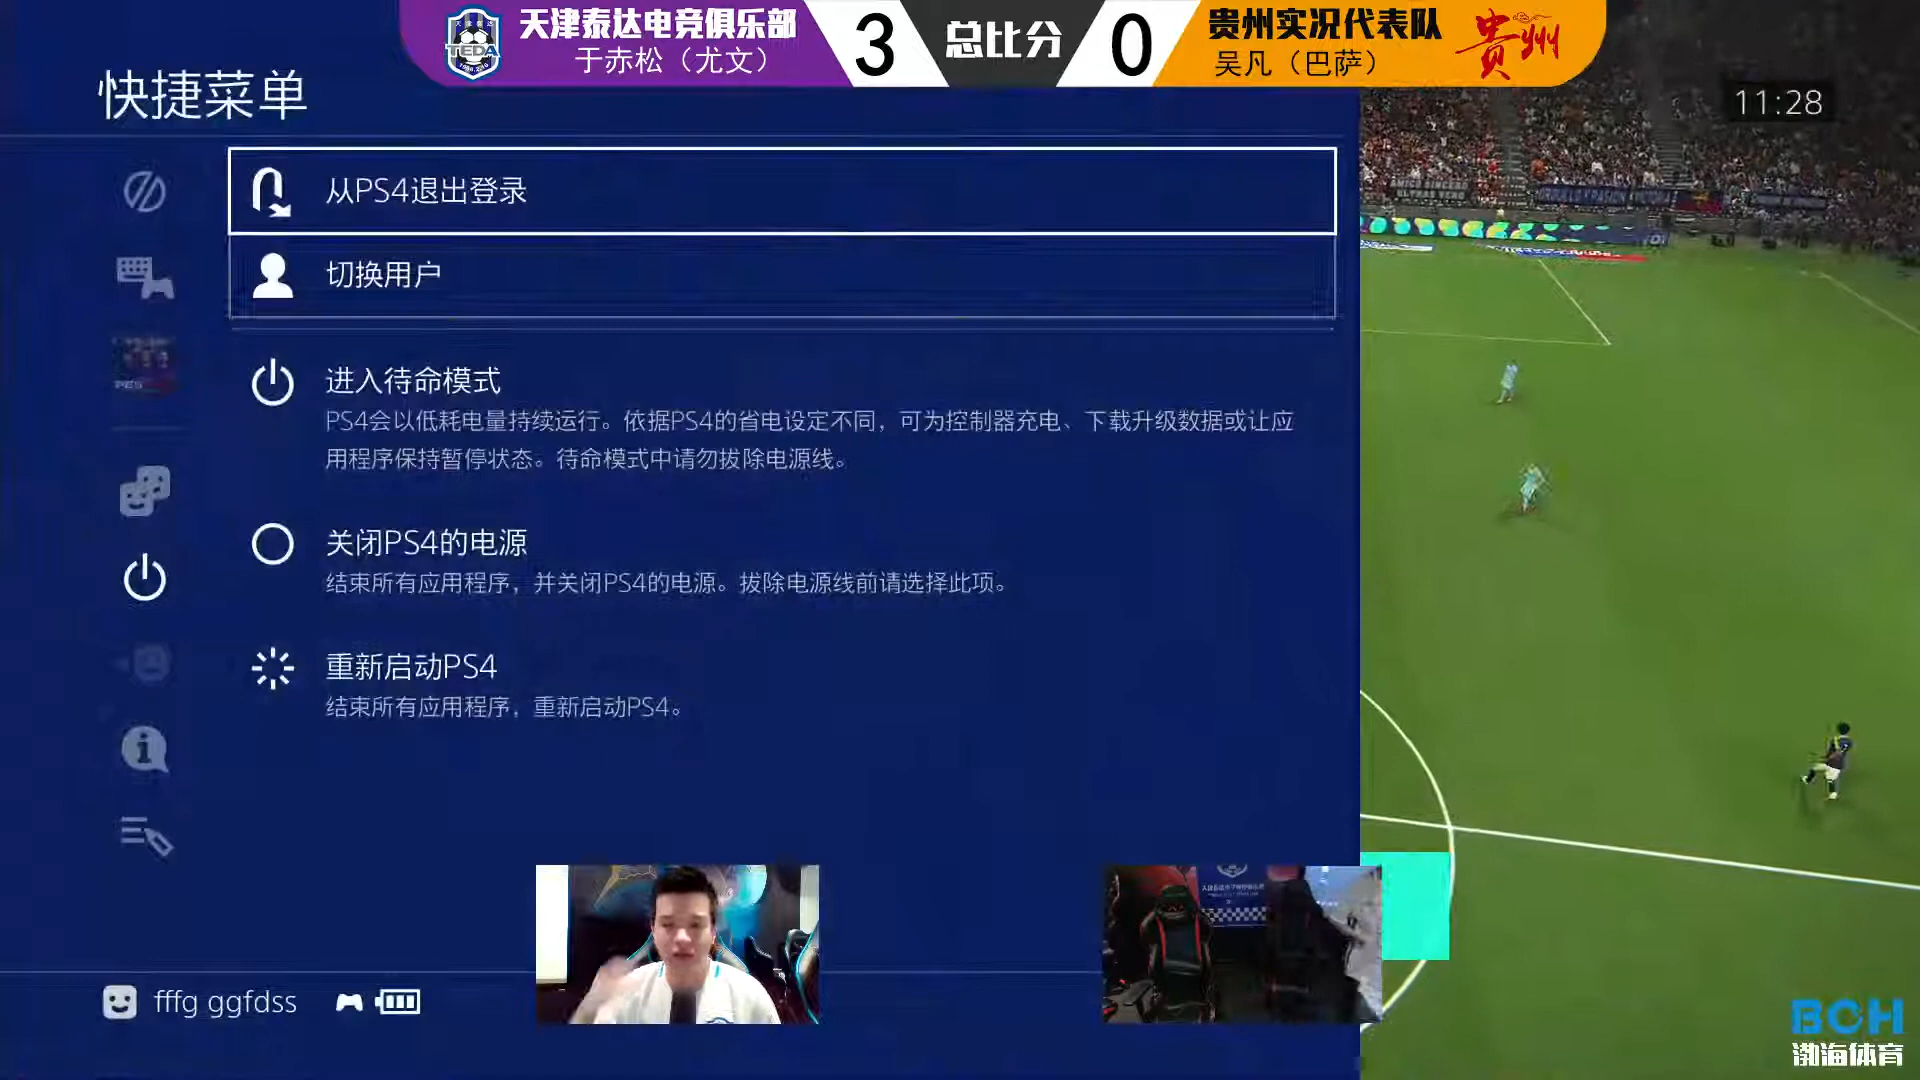 天津泰达电竞俱乐部
于赤松（尤文）
3
总比分
0
贵州实况代表队
吴凡（巴萨）
贵州
TEDA
快捷菜单
11:28
从PS4退出登录
切换用户
进入待命模式
PS4会以低耗电量持续运行。依据PS4的省电设定不同，可为控制器充电、下载升级数据或让应
用程序保持暂停状态。待命模式中请勿拔除电源线。
关闭PS4的电源
结束所有应用程序，并关闭PS4的电源。拔除电源线前请选择此项。
重新启动PS4
结束所有应用程序，重新启动PS4。
fffg ggfdss
BCH
渤海体育